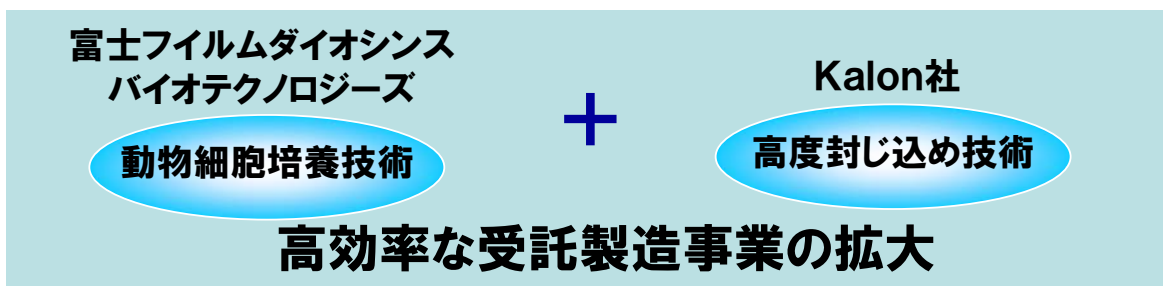 富士フイルムダイオシンス
バイオテクノロジーズ
動物細胞培養技術
+
Kalon社
高度封じ込め技術
高効率な受託製造事業の拡大